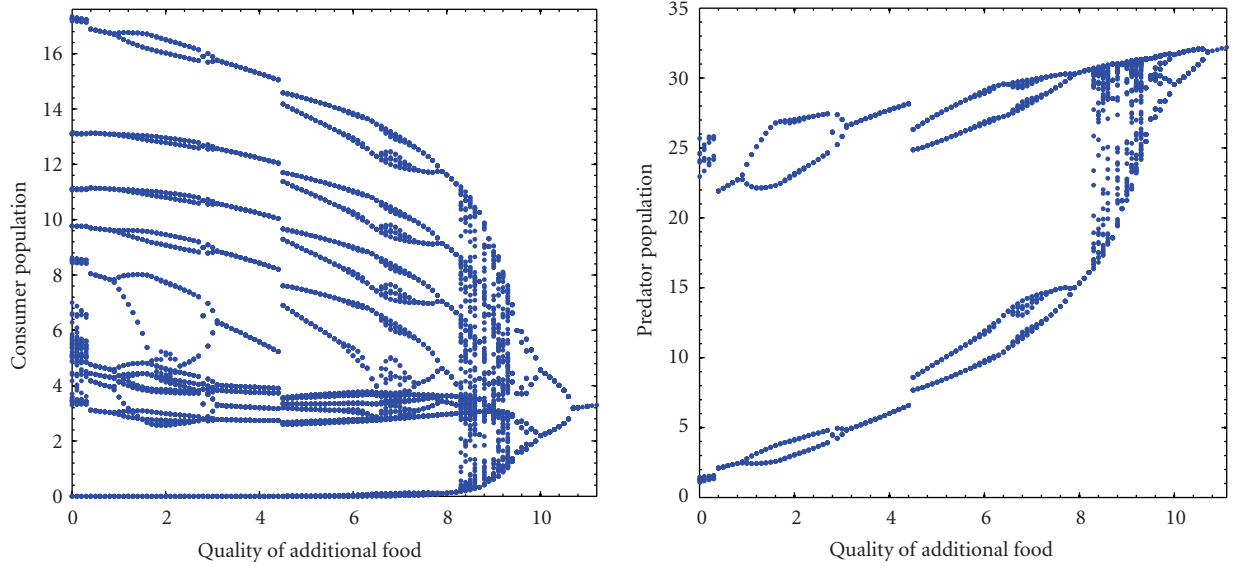 Consumer population
16
14
12
10
8
6
4
2
0
0 2 4 6 8 10
Quality of additional food
Predator population
35
30
25
20
15
10
5
0
0 2 4 6 8 10
Quality of additional food